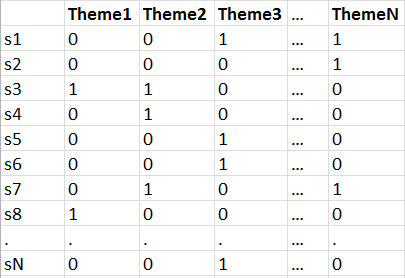 Theme1 Theme2 Theme3 ... ThemeN
s1 0 0 1 ... 1
s2 0 0 0 ... 1
s3 1 1 0 ... 0
s4 0 1 0 ... 0
s5 0 0 1 ... 0
s6 0 0 1 ... 0
s7 0 1 0 ... 1
s8 1 0 0 ... 0
. . . . ... .
sN 0 0 1 ... 0